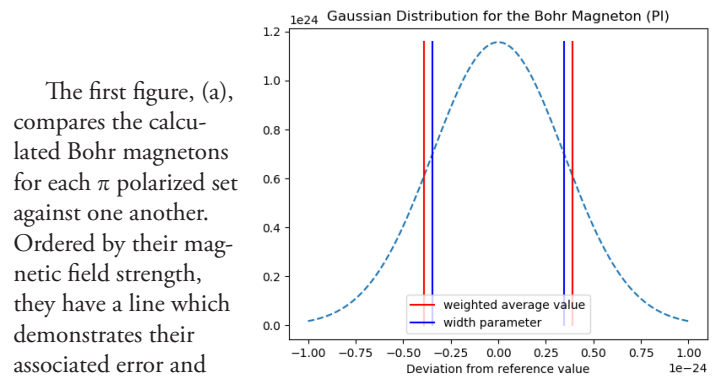 The first figure, (a),
compares the calcu-
lated Bohr magnetons
for each π polarized set
against one another.
Ordered by their mag-
netic field strength,
they have a line which
demonstrates their
associated error and
Gaussian Distribution for the Bohr Magneton (PI)
1e24
1.2
1.0
0.8
0.6
0.4
0.2
0.0
weighted average value
width parameter
−1.00 −0.75 −0.50 −0.25 0.00 0.25 0.50 0.75 1.00
Deviation from reference value
1e−24